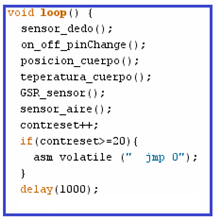 void loop() {
sensor_dedo();
on_off_pinChange();
posicion_cuerpo();
teperatura_cuerpo();
GSR_sensor();
sensor_aire();
contreset++;
if(contreset>=20){
asm volatile (" jmp 0");
}
delay(1000);